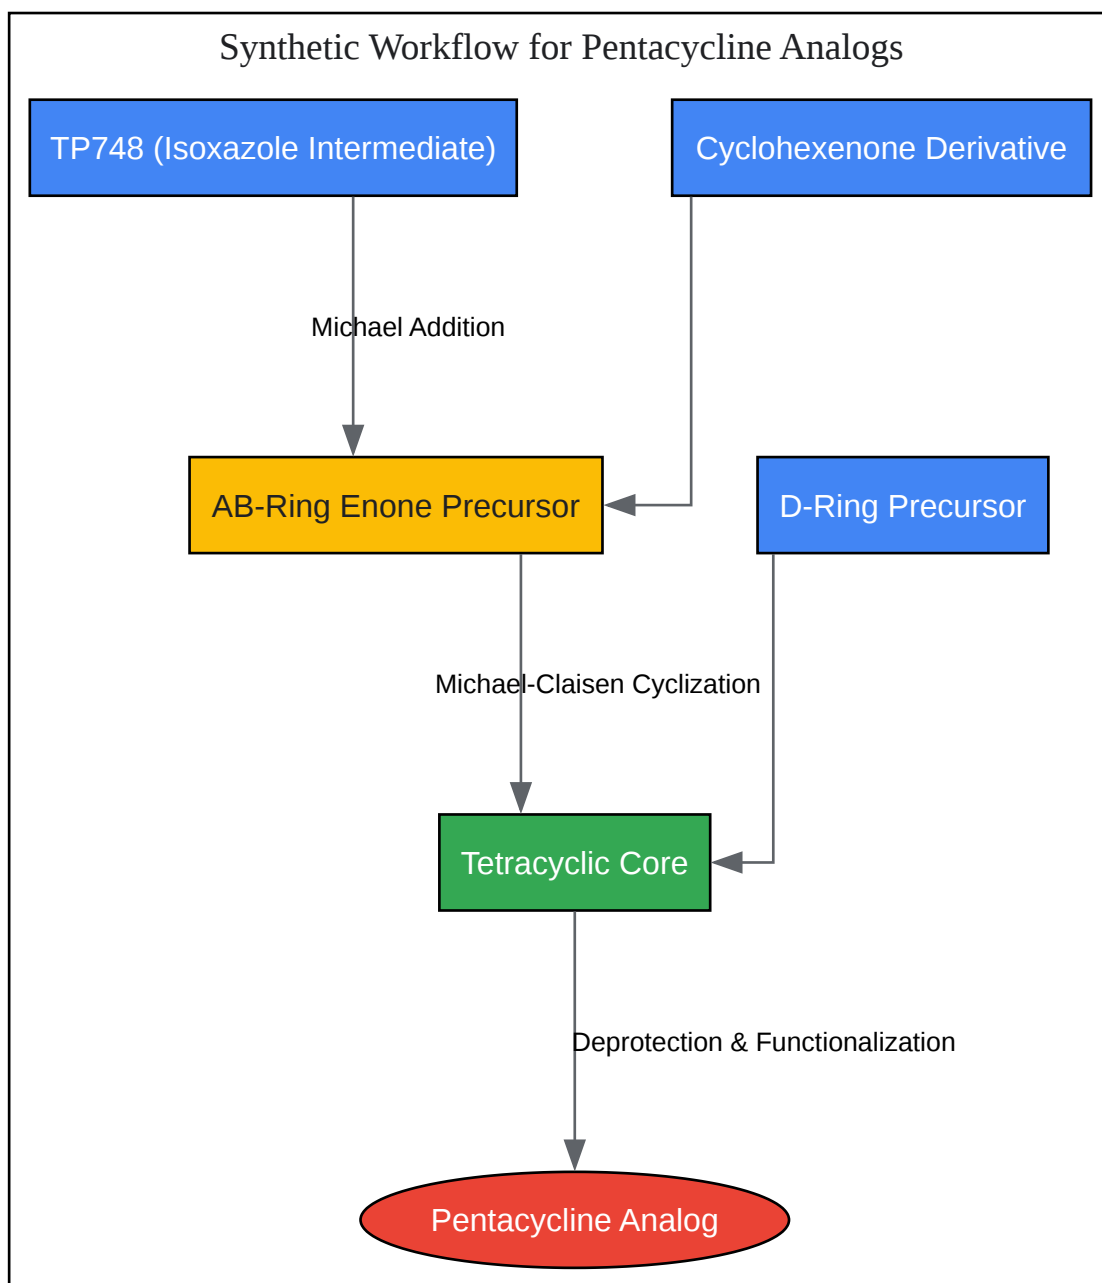 Synthetic Workflow for Pentacycline Analogs
TP748 (Isoxazole Intermediate)
Cyclohexenone Derivative
Michael Addition
AB-Ring Enone Precursor
D-Ring Precursor
Michael-Claisen Cyclization
Tetracyclic Core
Deprotection & Functionalization
Pentacycline Analog